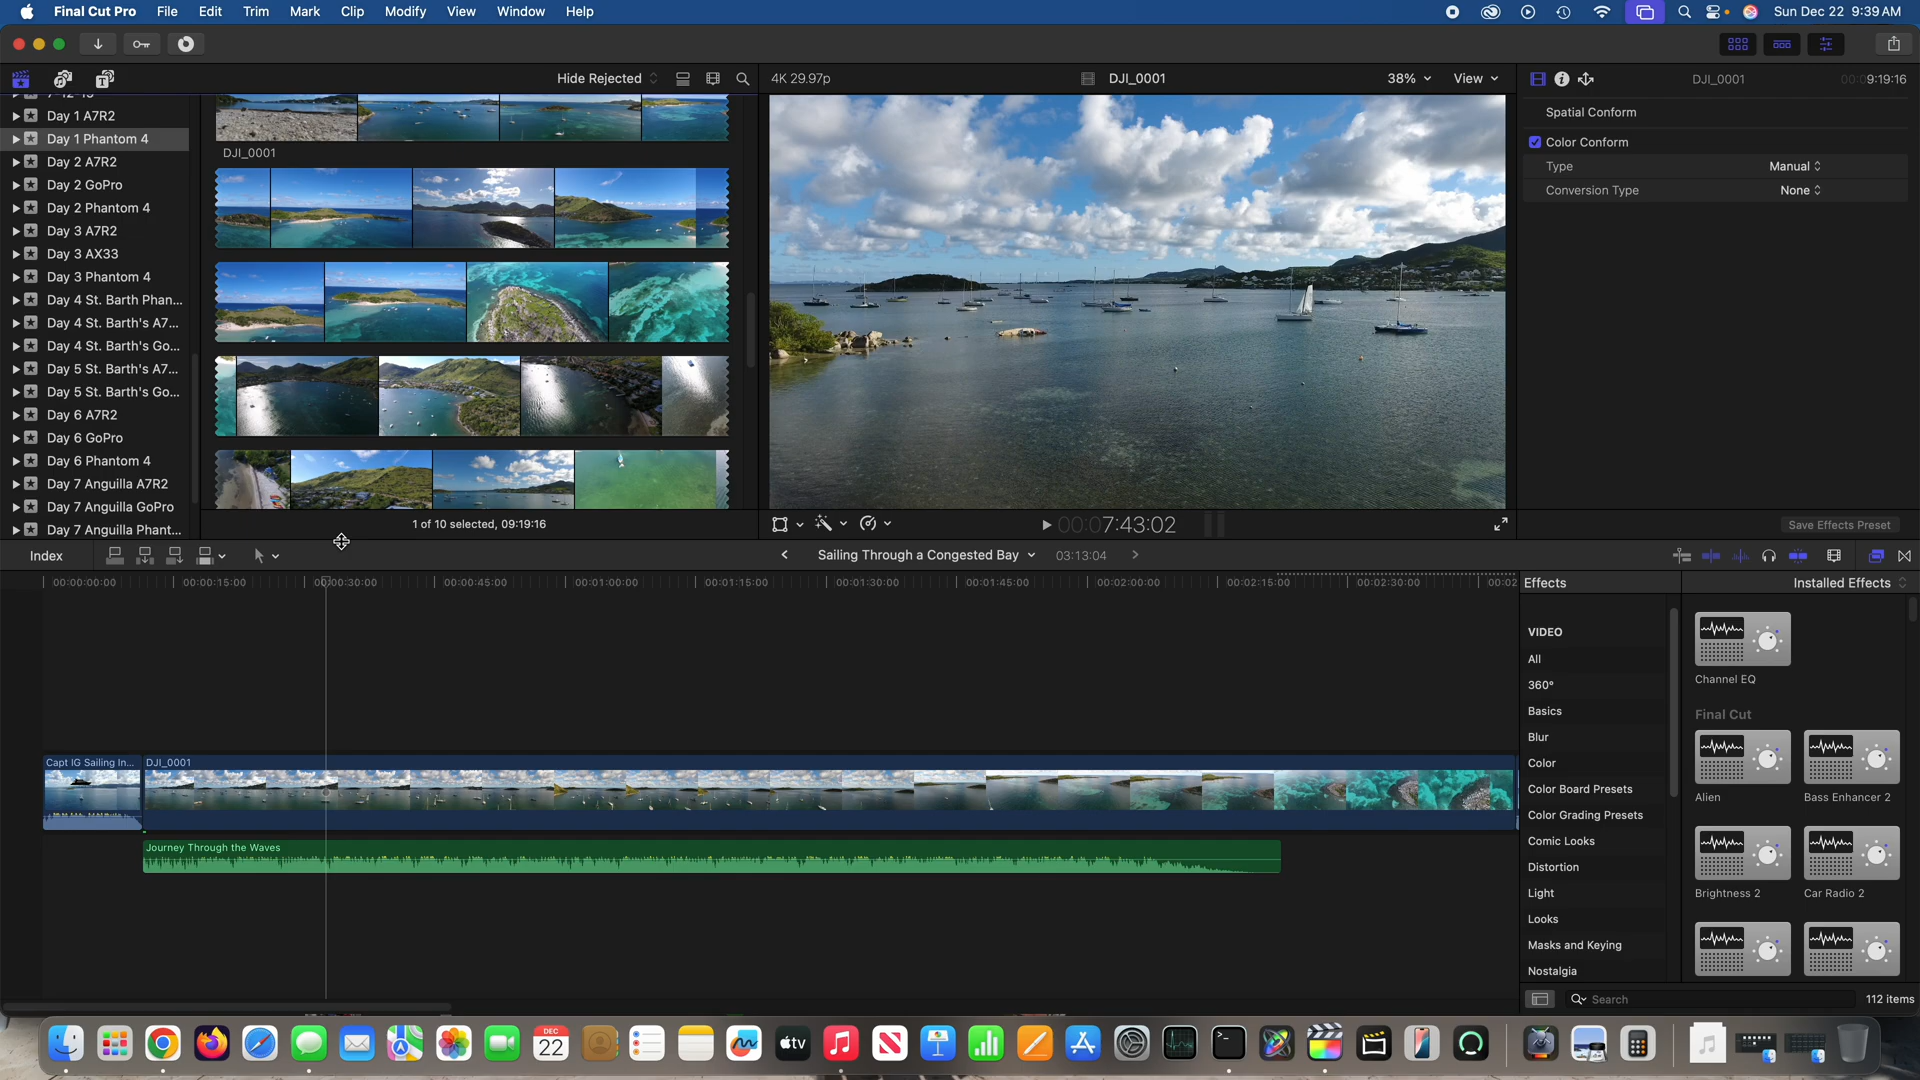 Final Cut Pro File Edit Trim Mark Clip Modify View Window Help Sun Dec 22 9:39 AM
Hide Rejected 4K 29.97p DJI_0001 38% View DJI_0001 00:09:19:16
Day 1 A7R2
Day 1 Phantom 4
Day 2 A7R2
Day 2 GoPro
Day 2 Phantom 4
Day 3 A7R2
Day 3 AX33
Day 3 Phantom 4
Day 4 St. Barth Phan...
Day 4 St. Barth's A7...
Day 4 St. Barth's Go...
Day 5 St. Barth's A7...
Day 5 St. Barth's Go...
Day 6 A7R2
Day 6 GoPro
Day 6 Phantom 4
Day 7 Anguilla A7R2
Day 7 Anguilla GoPro
Day 7 Anguilla Phant...
DJI_0001
1 of 10 selected, 09:19:16
00:07:43:02
Spatial Conform
Color Conform
Type Manual
Conversion Type None
Save Effects Preset
Index Sailing Through a Congested Bay 03:13:04
00:00:00:00 00:00:15:00 00:00:30:00 00:00:45:00 00:01:00:00 00:01:15:00 00:01:30:00 00:01:45:00 00:02:00:00 00:02:15:00 00:02:30:00 00:02
Capt IG Sailing In... DJI_0001
Journey Through the Waves
Effects Installed Effects
VIDEO
All
360°
Basics
Blur
Color
Color Board Presets
Color Grading Presets
Comic Looks
Distortion
Light
Looks
Masks and Keying
Nostalgia
Channel EQ
Final Cut
Alien Bass Enhancer 2
Brightness 2 Car Radio 2
Search 112 items
DEC
22
tv